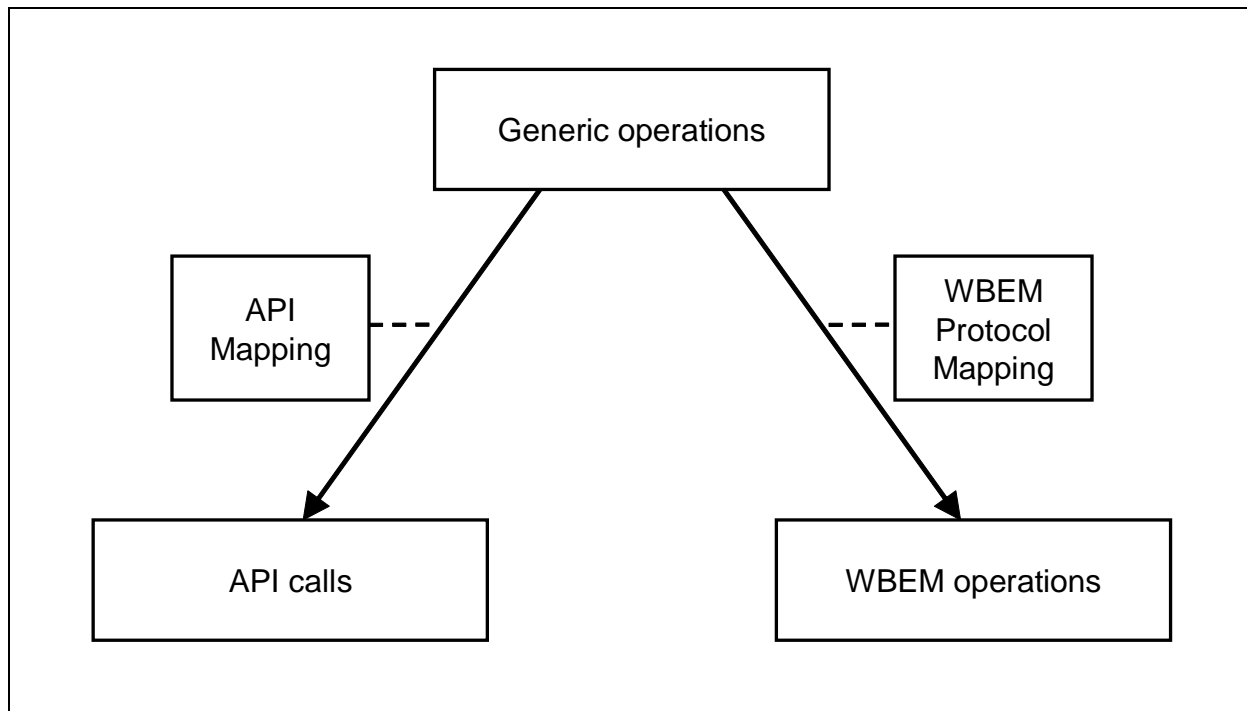 Generic operations
API
Mapping
WBEM
Protocol
Mapping
API calls
WBEM operations